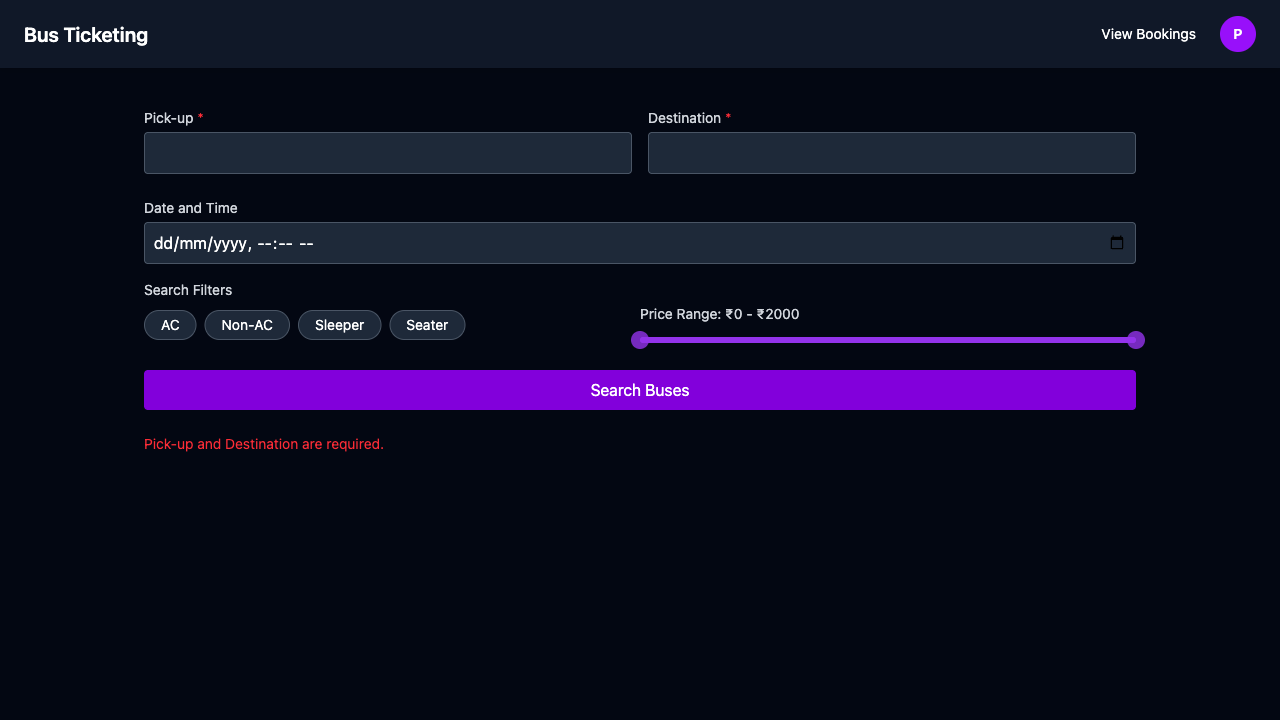 Bus Ticketing
View Bookings
P
Pick-up *
Destination *
Date and Time
dd/mm/yyyy, --:-- --
Search Filters
AC
Non-AC
Sleeper
Seater
Price Range: ₹0 - ₹2000
Search Buses
Pick-up and Destination are required.